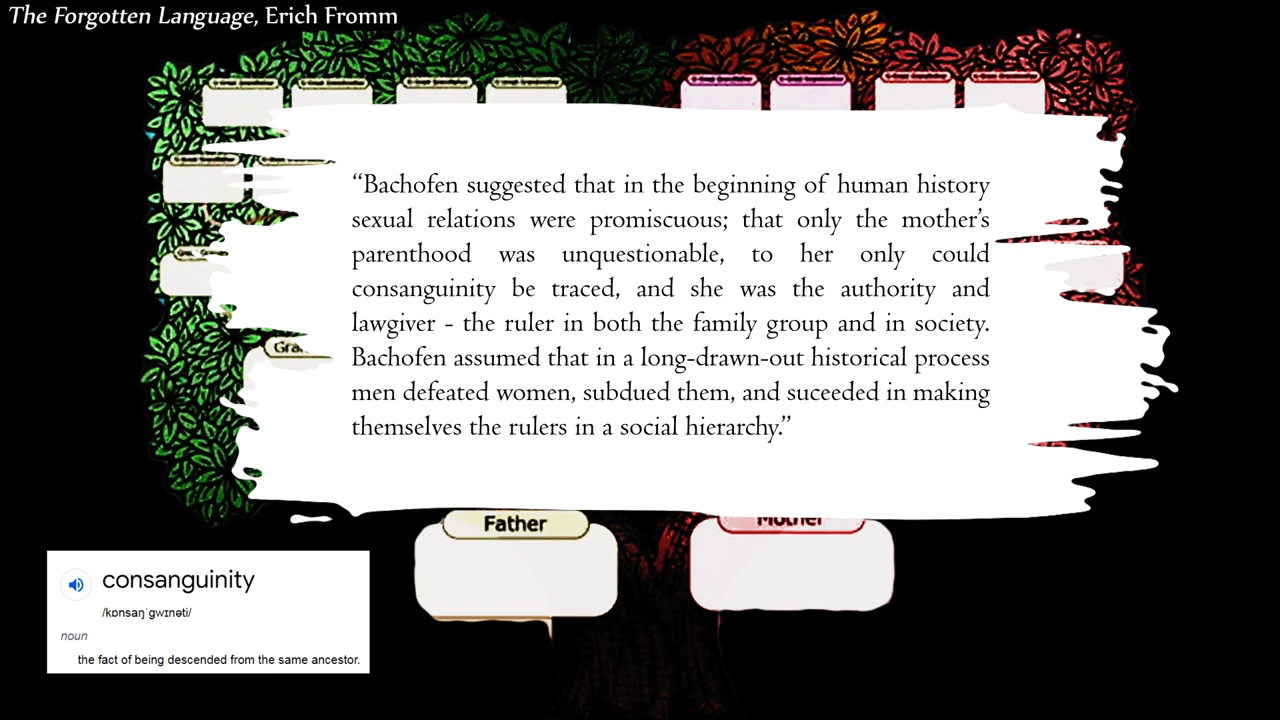 The Forgotten Language, Erich Fromm
“Bachofen suggested that in the beginning of human history
sexual relations were promiscuous; that only the mother’s
parenthood was unquestionable, to her only could
consanguinity be traced, and she was the authority and
lawgiver - the ruler in both the family group and in society.
Bachofen assumed that in a long-drawn-out historical process
men defeated women, subdued them, and suceeded in making
themselves the rulers in a social hierarchy.”
Gra
Father
Mother
consanguinity
/kɒnsaŋˈɡwɪnəti/
noun
the fact of being descended from the same ancestor.